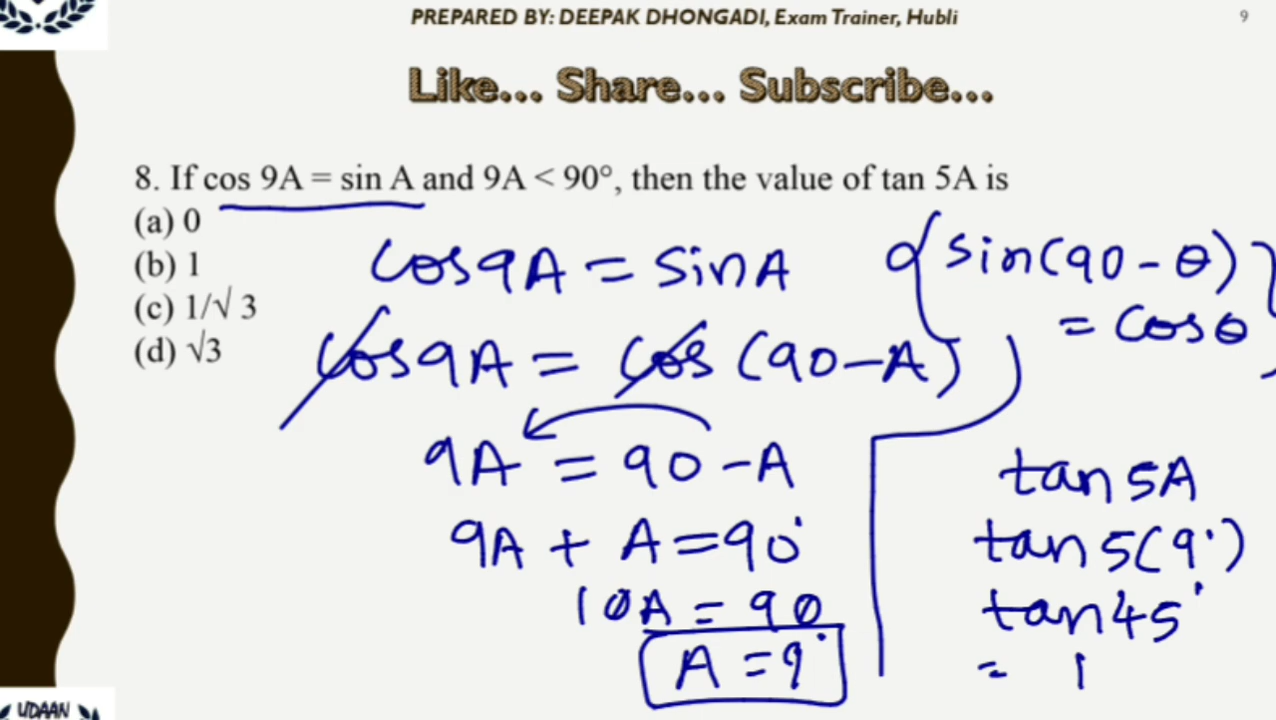 PREPARED BY: DEEPAK DHONGADI, Exam Trainer, Hubli
9
Like... Share... Subscribe...
8. If cos 9A = sin A and 9A < 90°, then the value of tan 5A is
(a) 0
(b) 1
(c) 1/√ 3
(d) √3
cos9A = sinA
{sin(90-θ)}
= cosθ
cos9A = cos (90-A)
9A = 90 -A
9A + A = 90°
10A = 90
A = 9°
tan5A
tan5(9°)
tan45°
= 1
UDAAN